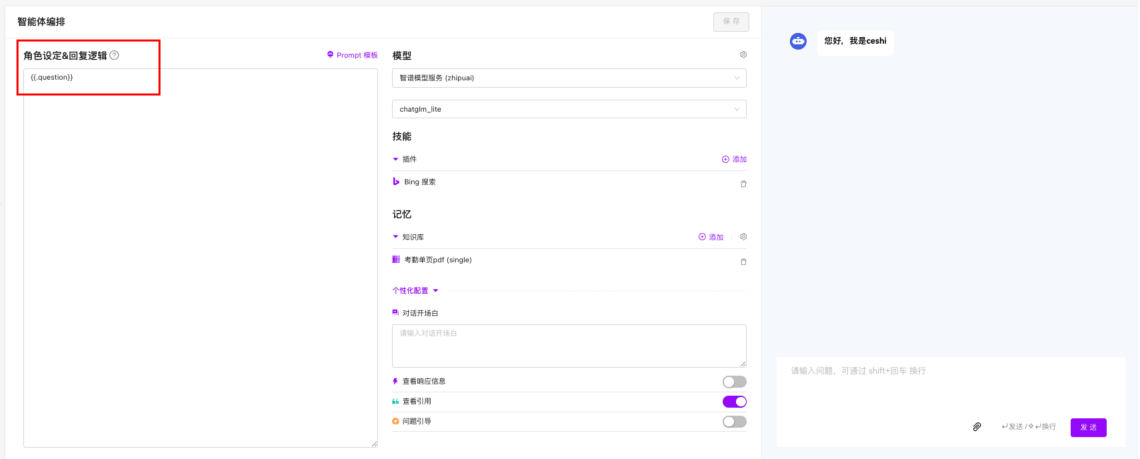 智能体编排
保 存
角色设定&回复逻辑
Prompt 模板
{{.question}}
模型
智谱模型服务 (zhipuai)
chatglm_lite
技能
插件
添加
Bing 搜索
记忆
知识库
添加
考勤单页pdf (single)
个性化配置
对话开场白
请输入对话开场白
查看响应信息
查看引用
问题引导
您好，我是ceshi
请输入问题，可通过 shift+回车 换行
↵发送 /⇧↵换行
发 送